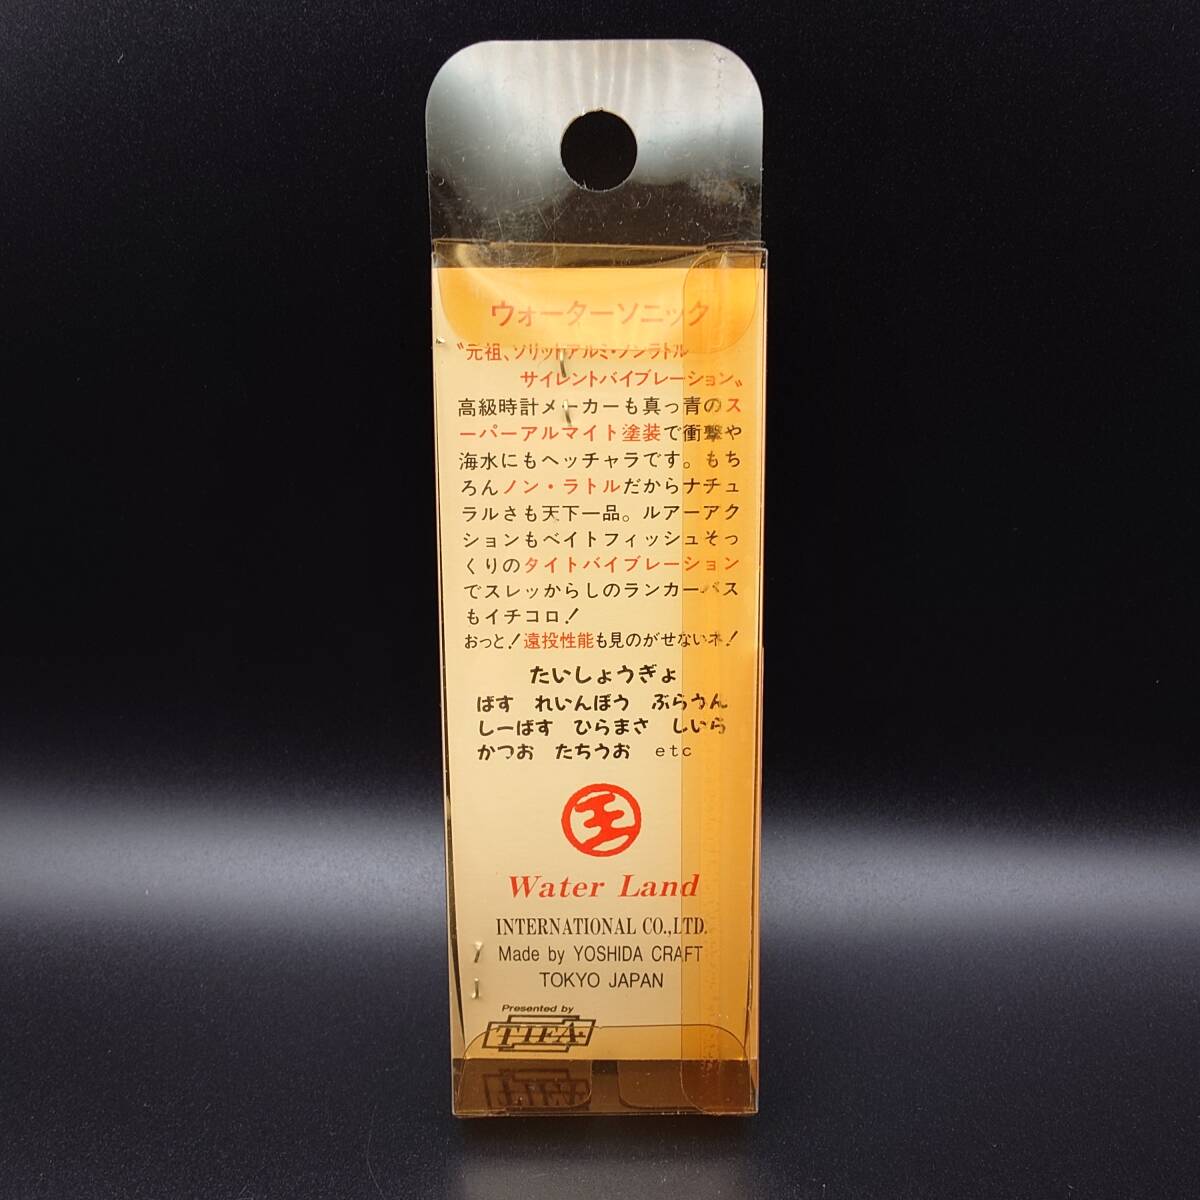 ウォーターソニック
〝元祖、ソリッドアルミ・ノンラトル
サイレントバイブレーション〟
高級時計メーカーも真っ青のス
ーパーアルマイト塗装で衝撃や
海水にもヘッチャラです。もち
ろんノン・ラトルだからナチュ
ラルさも天下一品。ルアーアク
ションもベイトフィッシュそっ
くりのタイトバイブレーション
でスレッからしのランカーバス
もイチコロ!
おっと!遠投性能も見のがせないネ!
たいしょうぎょ
ばす れいんぼう ぶらうん
しーばす ひらまさ しいら
かつお たちうお etc
王
Water Land
INTERNATIONAL CO.,LTD.
Made by YOSHIDA CRAFT
TOKYO JAPAN
Presented by
TIFA